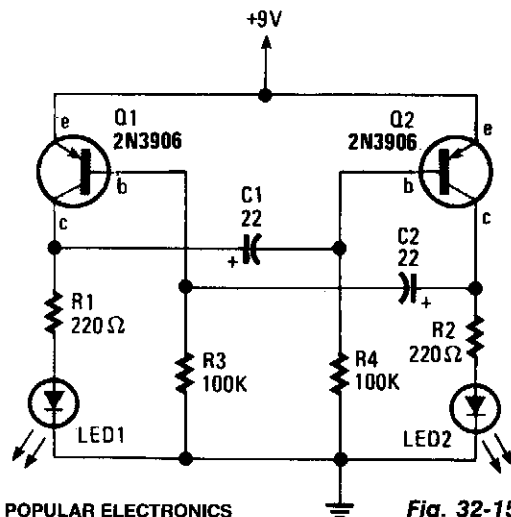 +9V
e
Q1
2N3906
b
c
Q2
2N3906
e
b
c
C1
22
+
C2
22
+
R1
220Ω
R2
220Ω
R3
100K
R4
100K
LED1
LED2
POPULAR ELECTRONICS
Fig. 32-15